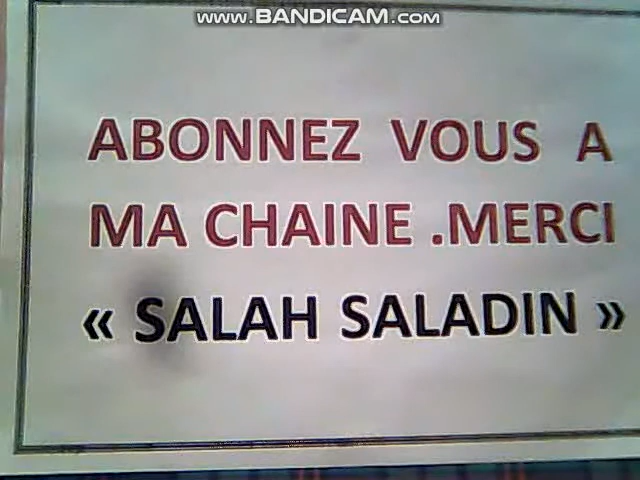 www.BANDICAM.com
ABONNEZ VOUS A
MA CHAINE .MERCI
« SALAH SALADIN »